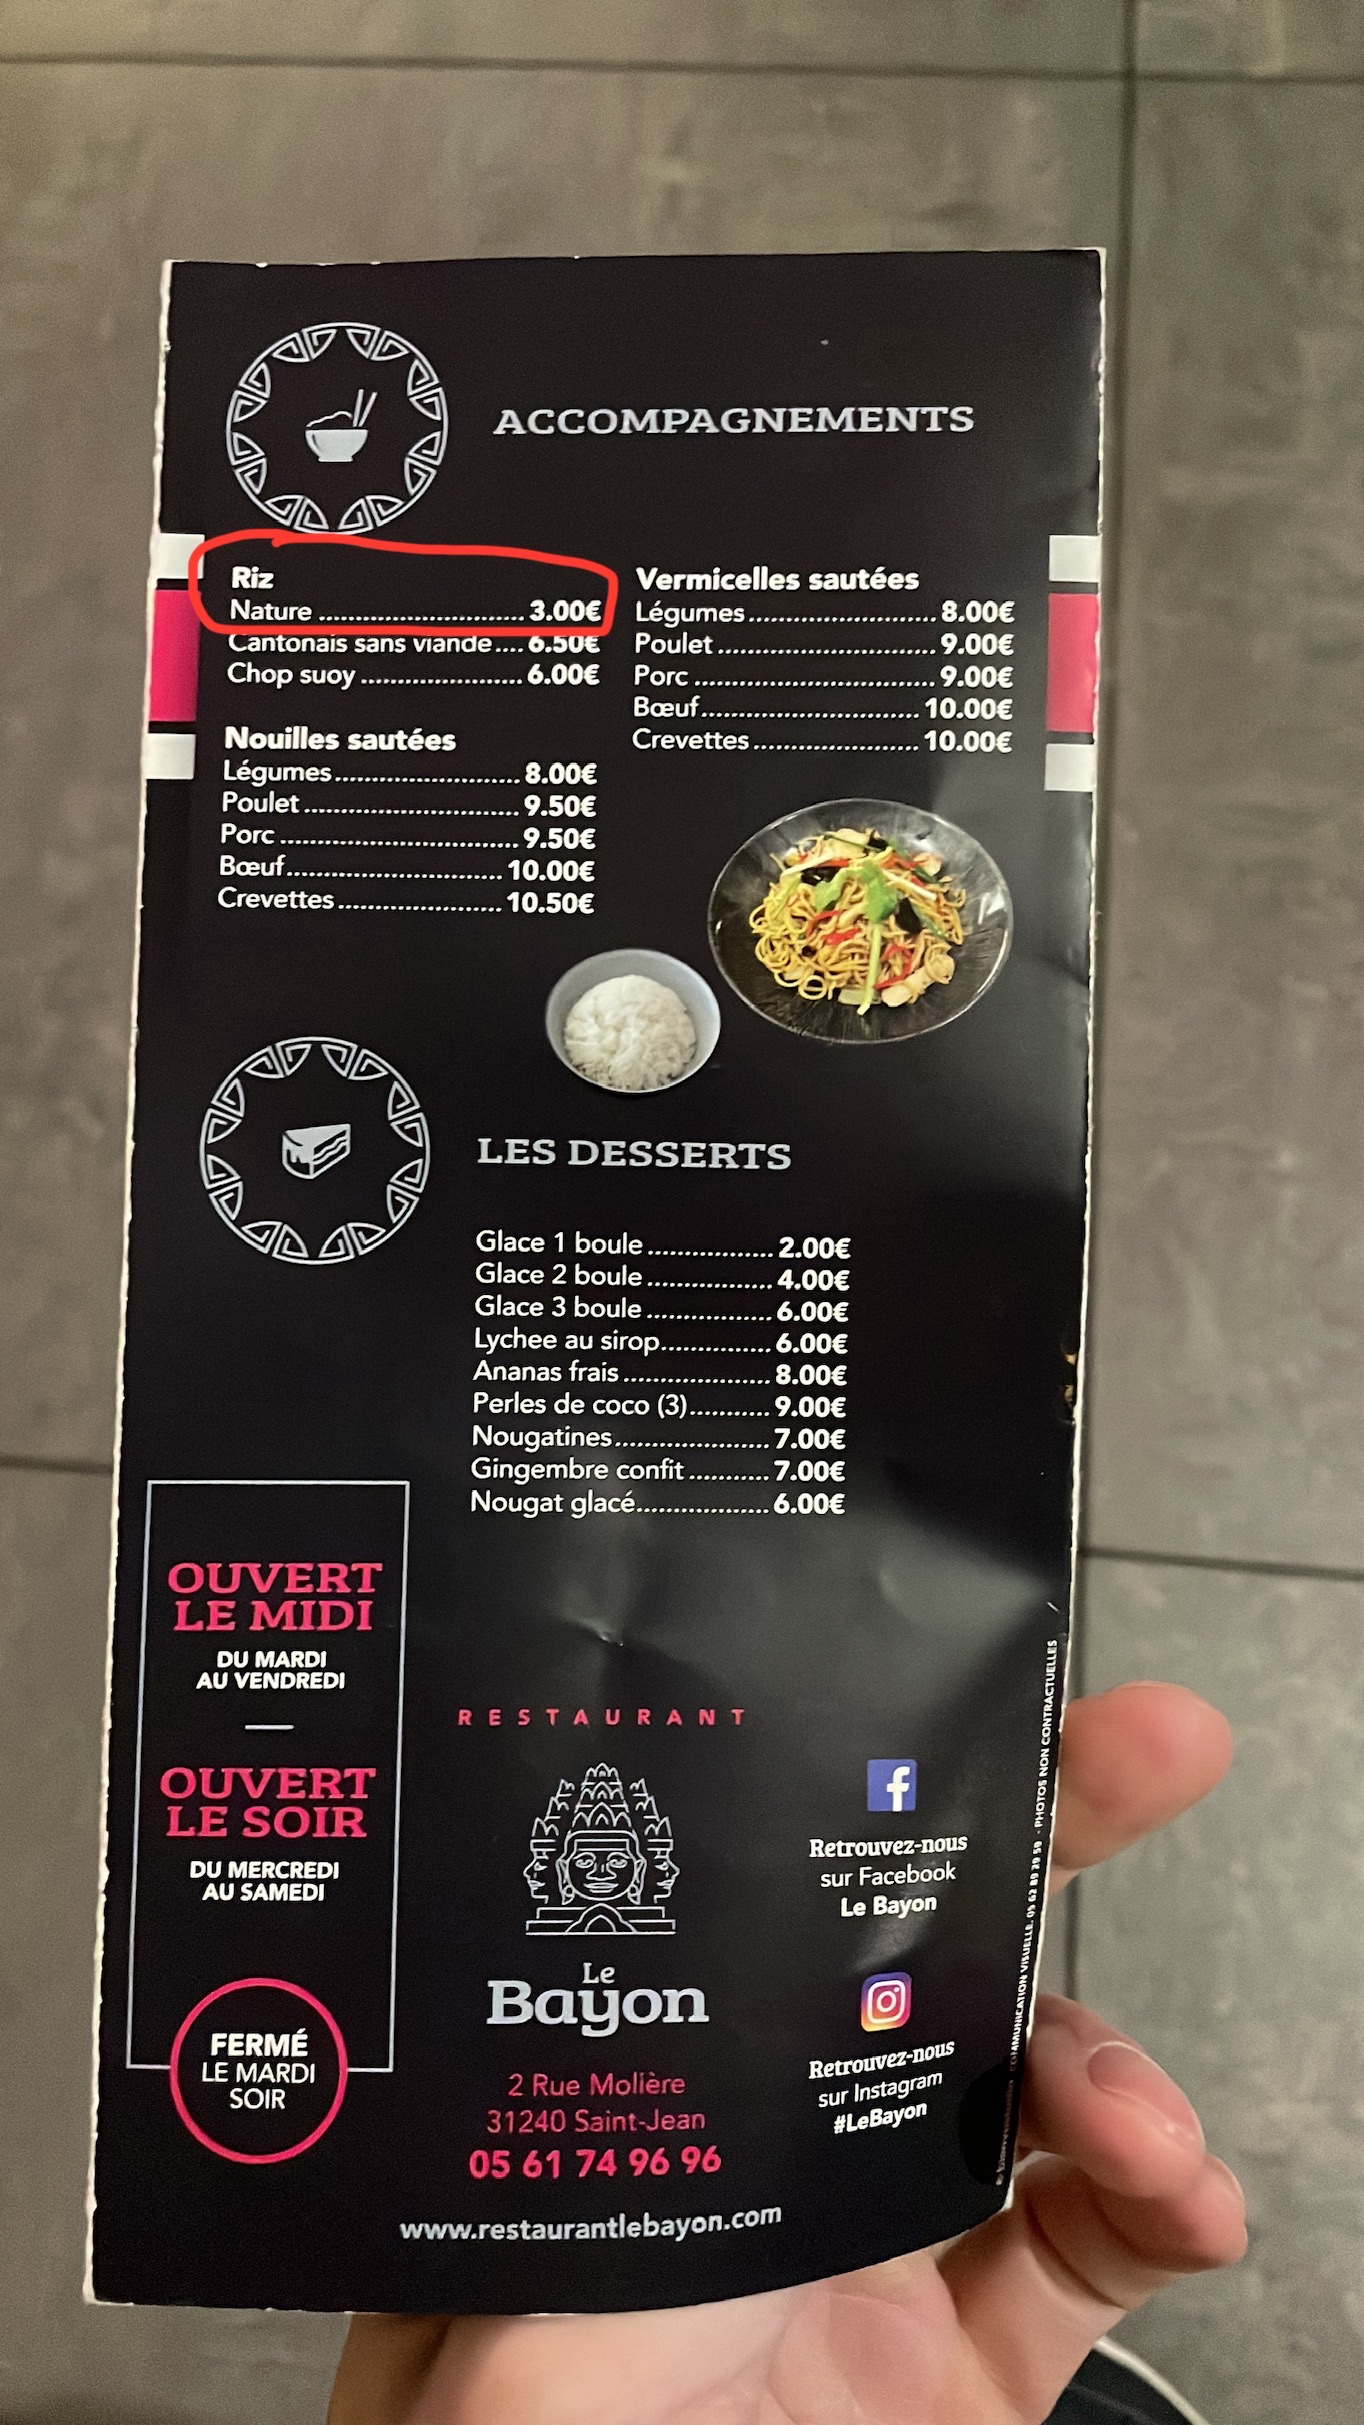 ACCOMPAGNEMENTS
Riz
Nature ............................ 3.00€
Cantonais sans viande.... 6.50€
Chop suoy ...................... 6.00€
Nouilles sautées
Légumes......................... 8.00€
Poulet ............................. 9.50€
Porc ................................ 9.50€
Bœuf............................. 10.00€
Crevettes ...................... 10.50€
Vermicelles sautées
Légumes......................... 8.00€
Poulet ............................. 9.00€
Porc ................................ 9.00€
Bœuf............................. 10.00€
Crevettes ...................... 10.00€
LES DESSERTS
Glace 1 boule ................. 2.00€
Glace 2 boule ................. 4.00€
Glace 3 boule ................. 6.00€
Lychee au sirop............... 6.00€
Ananas frais .................... 8.00€
Perles de coco (3)........... 9.00€
Nougatines..................... 7.00€
Gingembre confit ........... 7.00€
Nougat glacé.................. 6.00€
OUVERT
LE MIDI
DU MARDI
AU VENDREDI
OUVERT
LE SOIR
DU MERCREDI
AU SAMEDI
FERMÉ
LE MARDI
SOIR
RESTAURANT
Le
Bayon
2 Rue Molière
31240 Saint-Jean
05 61 74 96 96
www.restaurantlebayon.com
f
Retrouvez-nous
sur Facebook
Le Bayon
Retrouvez-nous
sur Instagram
#LeBayon
COMMUNICATION VISUELLE. 05 62 89 29 59 - PHOTOS NON CONTRACTUELLES